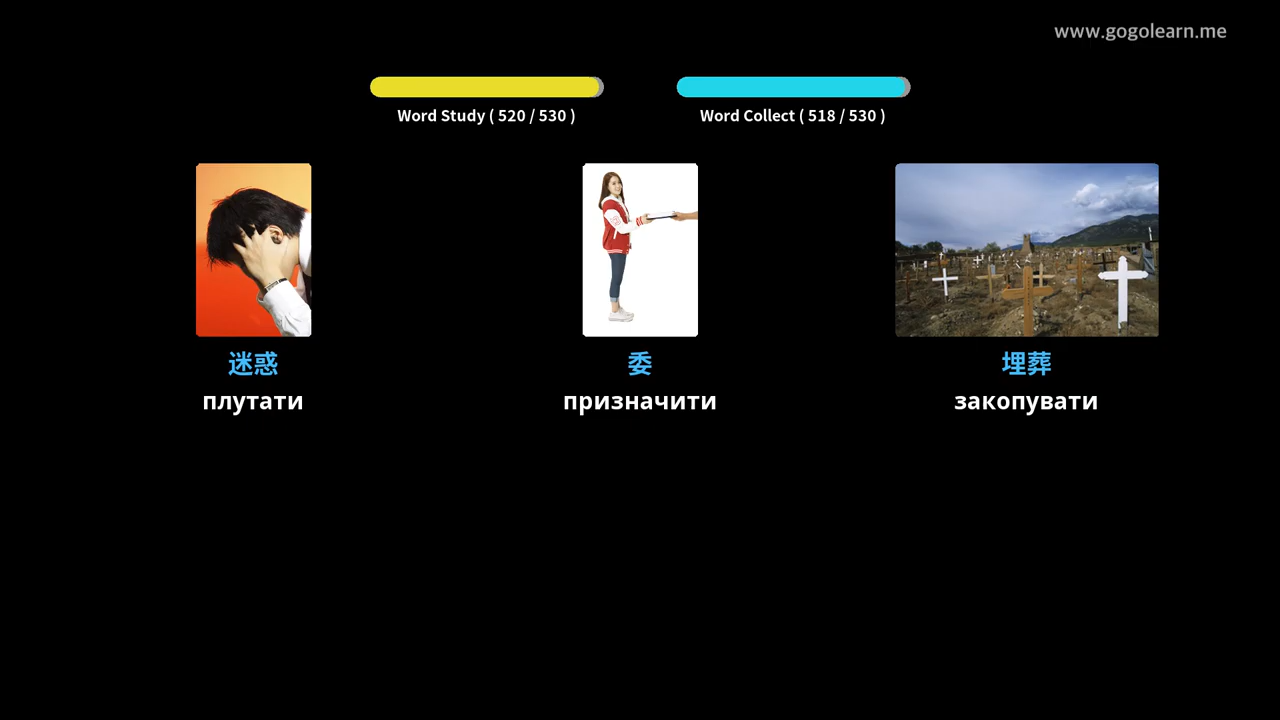 www.gogolearn.me
Word Study ( 520 / 530 )
Word Collect ( 518 / 530 )
迷惑
委
埋葬
плутати
призначити
закопувати